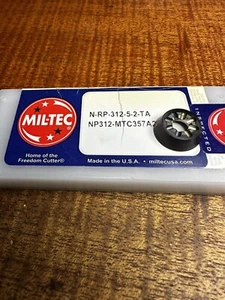 MIL-TEC
N-RP-312-5-2-TA
NP312-MTC357A2
Home of the
Freedom Cutter®
Made in the U.S.A. • miltecusa.com